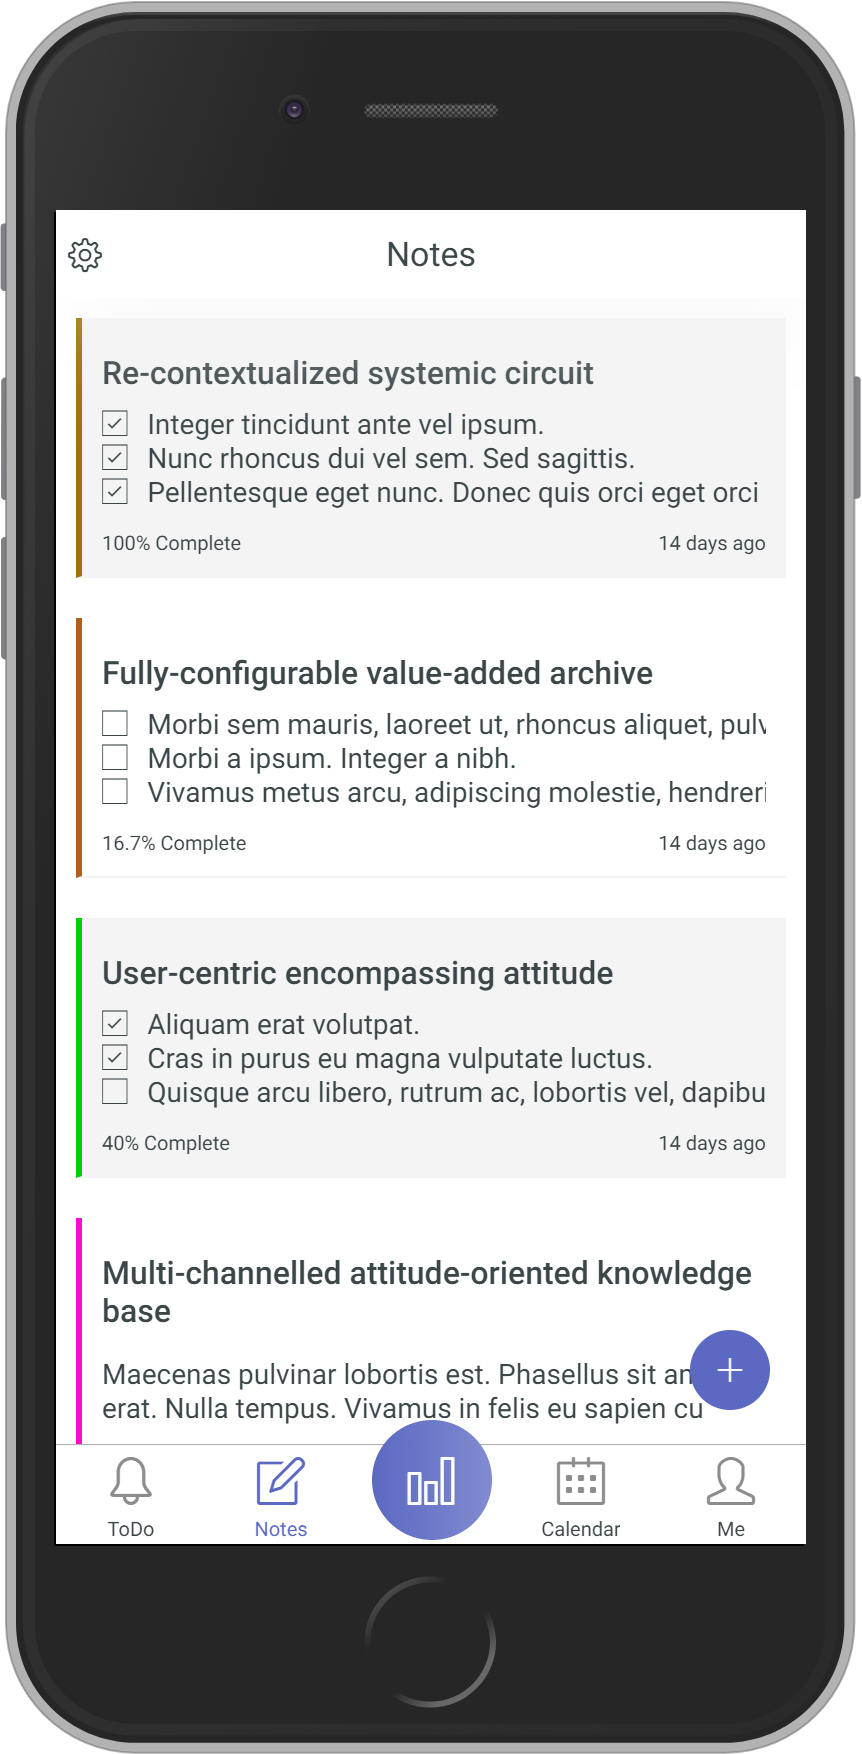 Notes
Re-contextualized systemic circuit
Integer tincidunt ante vel ipsum.
Nunc rhoncus dui vel sem. Sed sagittis.
Pellentesque eget nunc. Donec quis orci eget orci
100% Complete 14 days ago
Fully-configurable value-added archive
Morbi sem mauris, laoreet ut, rhoncus aliquet, pulv
Morbi a ipsum. Integer a nibh.
Vivamus metus arcu, adipiscing molestie, hendreri
16.7% Complete 14 days ago
User-centric encompassing attitude
Aliquam erat volutpat.
Cras in purus eu magna vulputate luctus.
Quisque arcu libero, rutrum ac, lobortis vel, dapibu
40% Complete 14 days ago
Multi-channelled attitude-oriented knowledge
base
Maecenas pulvinar lobortis est. Phasellus sit
erat. Nulla tempus. Vivamus in felis eu sapien cu
ToDo Notes Calendar Me